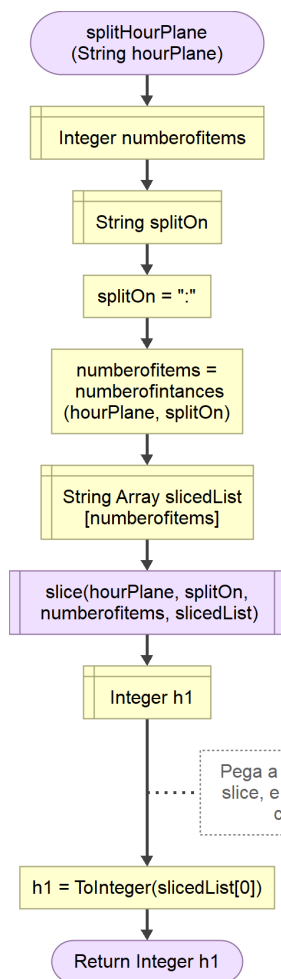 splitHourPlane
(String hourPlane)
Integer numberofitems
String splitOn
splitOn = ":"
numberofitems =
numberofintances
(hourPlane, splitOn)
String Array slicedList
[numberofitems]
slice(hourPlane, splitOn,
numberofitems, slicedList)
Integer h1
Pega a
slice, e
h1 = ToInteger(slicedList[0])
Return Integer h1